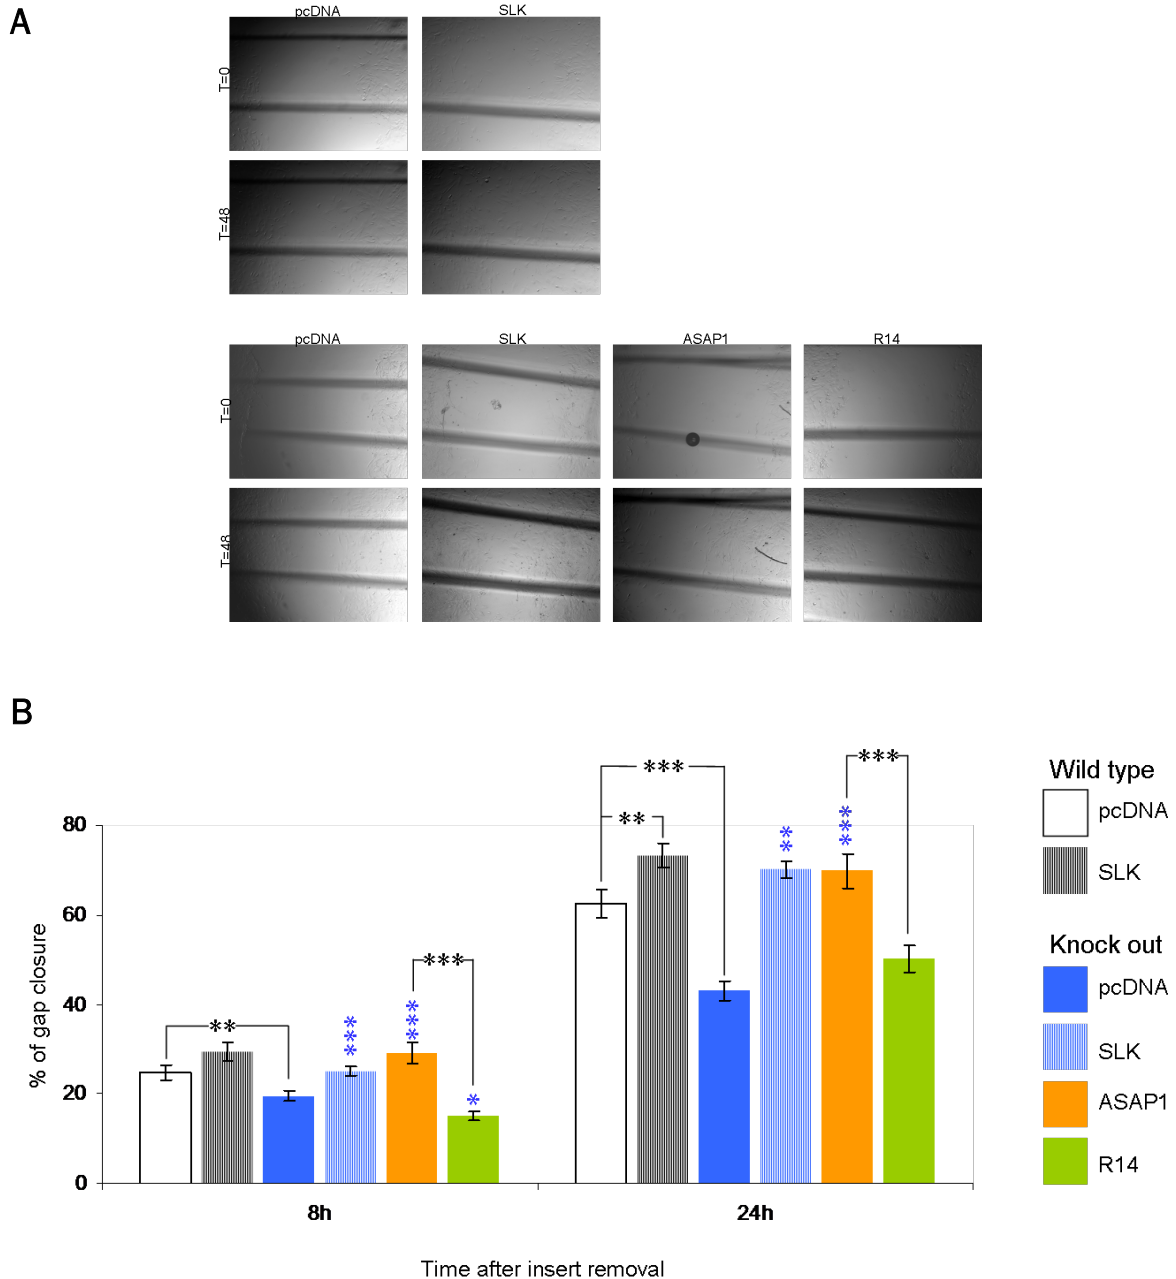 A
pcDNA SLK
T=0
T=48
pcDNA SLK ASAP1 R14
T=0
T=48
B
*** ***
** ** ***
80
60
*** ***
40
** ***
20
*
0
% of gap closure
8h 24h
Time after insert removal
Wild type
pcDNA
SLK
Knock out
pcDNA
SLK
ASAP1
R14